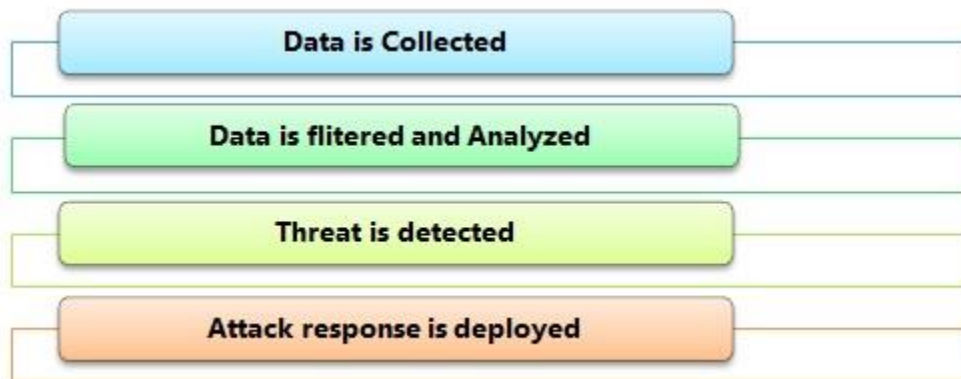 Data is Collected
Data is flitered and Analyzed
Threat is detected
Attack response is deployed